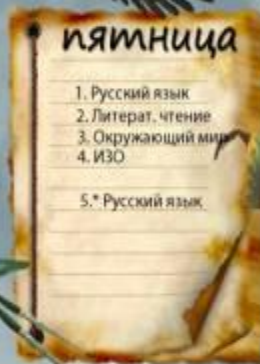 пятница
1. Русский язык
2. Литерат. чтение
3. Окружающий мир
4. ИЗО
5.* Русский язык